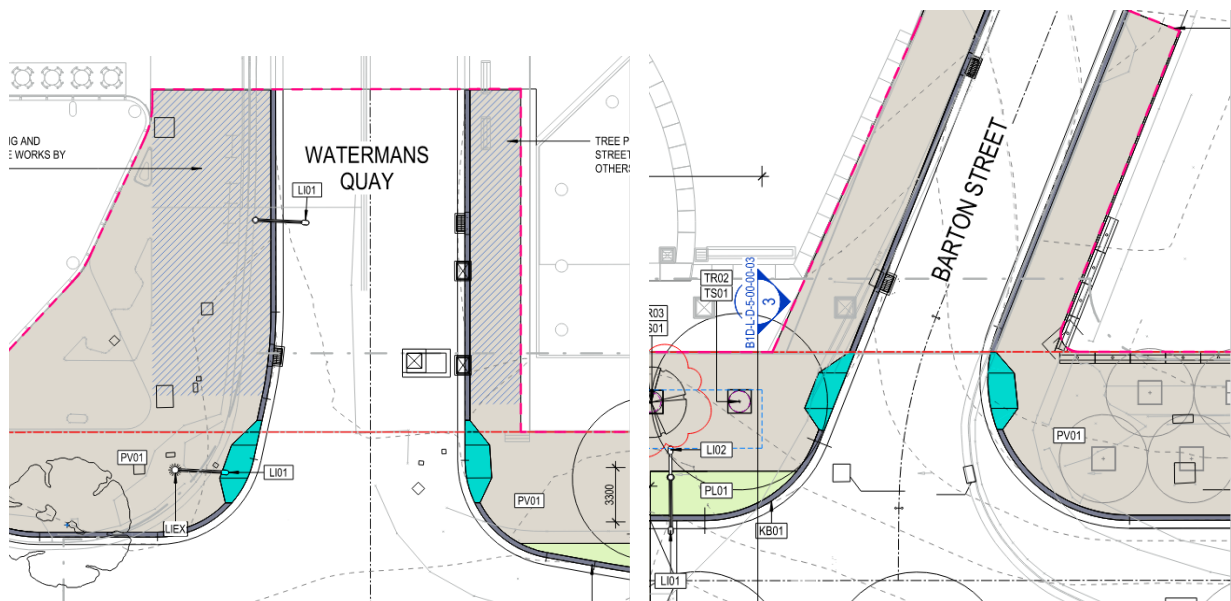 NG AND
E WORKS BY
WATERMANS
QUAY
LI01
TREE P
STREET
OTHERS
PV01
LI01
LIEX
PV01
3300
BARTON STREET
TR02
TS01
B1D-L-D-5-00-00-03
3
R03
S01
LI02
PL01
KB01
LI01
PV01